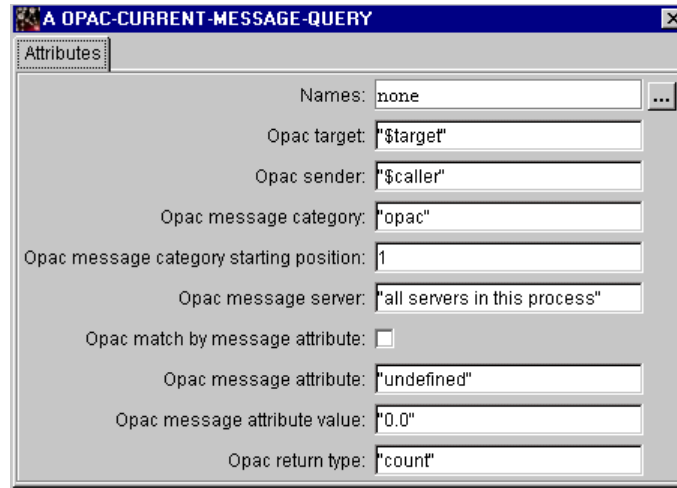 A OPAC-CURRENT-MESSAGE-QUERY
Attributes
Names: none ...
Opac target: "$target"
Opac sender: "$caller"
Opac message category: "opac"
Opac message category starting position: 1
Opac message server: "all servers in this process"
Opac match by message attribute:
Opac message attribute: "undefined"
Opac message attribute value: "0.0"
Opac return type: "count"